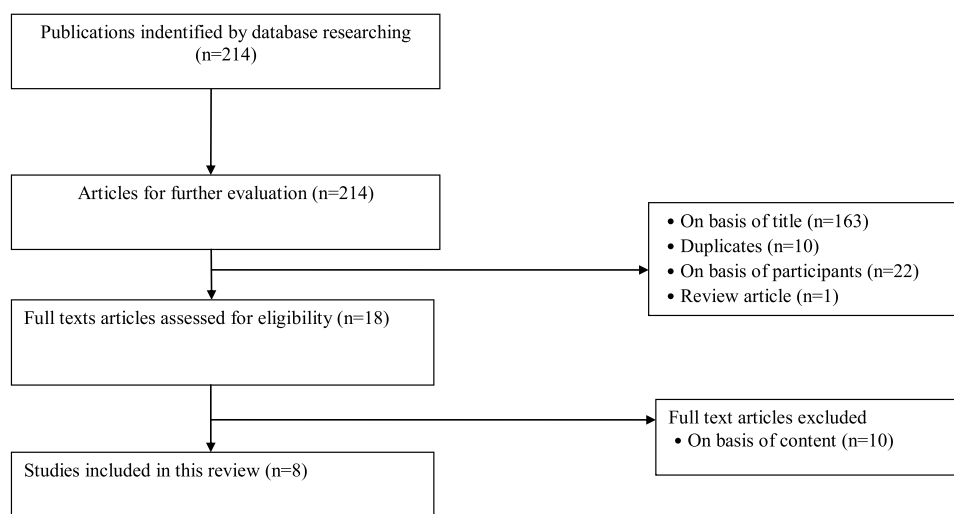 Publications indentified by database researching
(n=214)
Articles for further evaluation (n=214)
• On basis of title (n=163)
• Duplicates (n=10)
• On basis of participants (n=22)
• Review article (n=1)
Full texts articles assessed for eligibility (n=18)
Full text articles excluded
• On basis of content (n=10)
Studies included in this review (n=8)